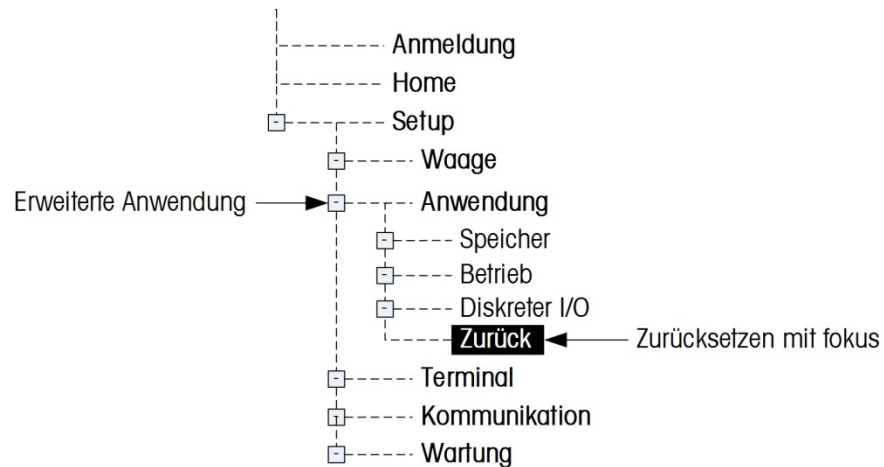 Anmeldung
Home
Setup
Waage
Erweiterte Anwendung
Anwendung
Speicher
Betrieb
Diskreter I/O
Zurück
Zurücksetzen mit fokus
Terminal
Kommunikation
Wartung